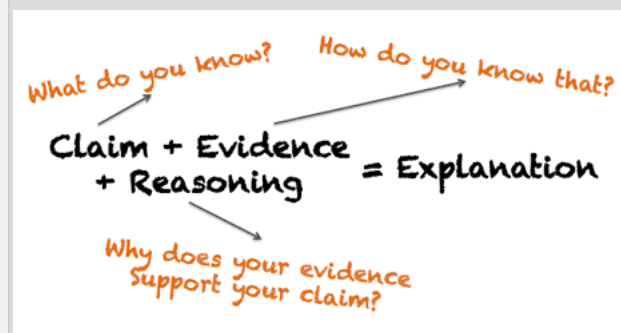 What do you know?
How do you know that?
Claim + Evidence
+ Reasoning
= Explanation
Why does your evidence
Support your claim?